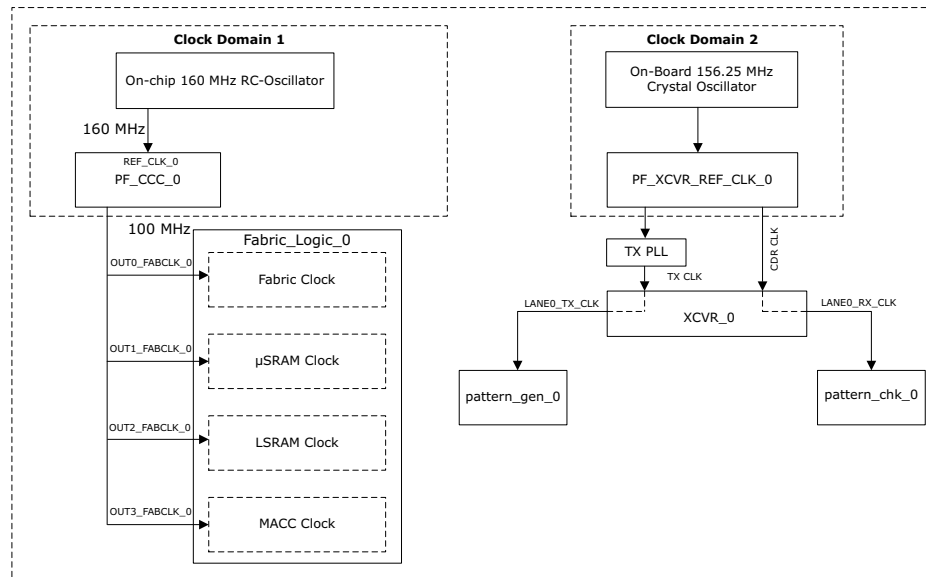 Clock Domain 1
On-chip 160 MHz RC-Oscillator
160 MHz
REF_CLK_0
PF_CCC_0
100 MHz
Fabric_Logic_0
OUT0_FABCLK_0
Fabric Clock
OUT1_FABCLK_0
µSRAM Clock
OUT2_FABCLK_0
LSRAM Clock
OUT3_FABCLK_0
MACC Clock
Clock Domain 2
On-Board 156.25 MHz
Crystal Oscillator
PF_XCVR_REF_CLK_0
TX PLL
CDR CLK
TX CLK
LANE0_TX_CLK
XCVR_0
LANE0_RX_CLK
pattern_gen_0
pattern_chk_0